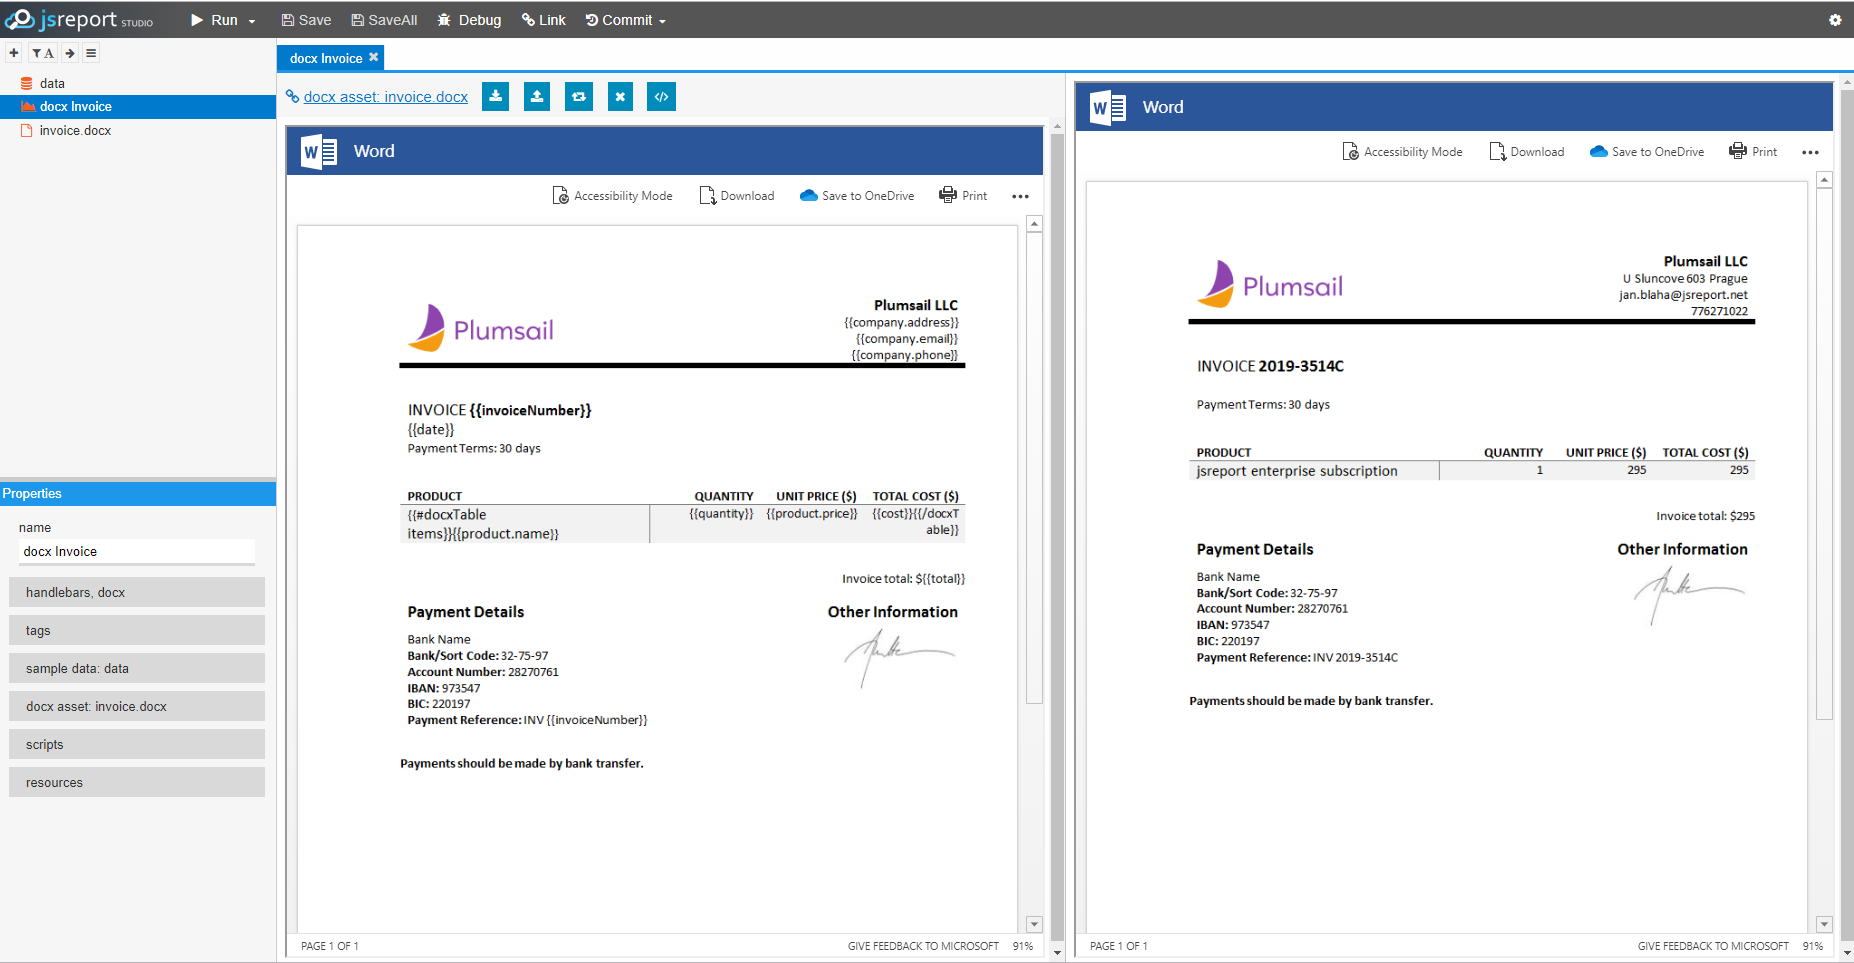 jsreport STUDIO
Run
Save
SaveAll
Debug
Link
Commit
A
data
docx Invoice
invoice.docx
Properties
name
docx Invoice
handlebars, docx
tags
sample data: data
docx asset: invoice.docx
scripts
resources
docx Invoice
docx asset: invoice.docx
W Word
Accessibility Mode Download Save to OneDrive Print
Plumsail
Plumsail LLC
{{company.address}}
{{company.email}}
{{company.phone}}
INVOICE {{invoiceNumber}}
{{date}}
Payment Terms: 30 days
PRODUCT QUANTITY UNIT PRICE ($) TOTAL COST ($)
{{#docxTable {{quantity}} {{product.price}} {{cost}}{{/docxT
items}}{{product.name}} able}}
Invoice total: ${{total}}
Payment Details
Other Information
Bank Name
Bank/Sort Code: 32-75-97
Account Number: 28270761
IBAN: 973547
BIC: 220197
Payment Reference: INV {{invoiceNumber}}
Payments should be made by bank transfer.
PAGE 1 OF 1 GIVE FEEDBACK TO MICROSOFT 91%
W Word
Accessibility Mode Download Save to OneDrive Print
Plumsail
Plumsail LLC
U Sluncove 603 Prague
jan.blaha@jsreport.net
776271022
INVOICE 2019-3514C
Payment Terms: 30 days
PRODUCT QUANTITY UNIT PRICE ($) TOTAL COST ($)
jsreport enterprise subscription 1 295 295
Invoice total: $295
Payment Details
Other Information
Bank Name
Bank/Sort Code: 32-75-97
Account Number: 28270761
IBAN: 973547
BIC: 220197
Payment Reference: INV 2019-3514C
Payments should be made by bank transfer.
PAGE 1 OF 1 GIVE FEEDBACK TO MICROSOFT 91%